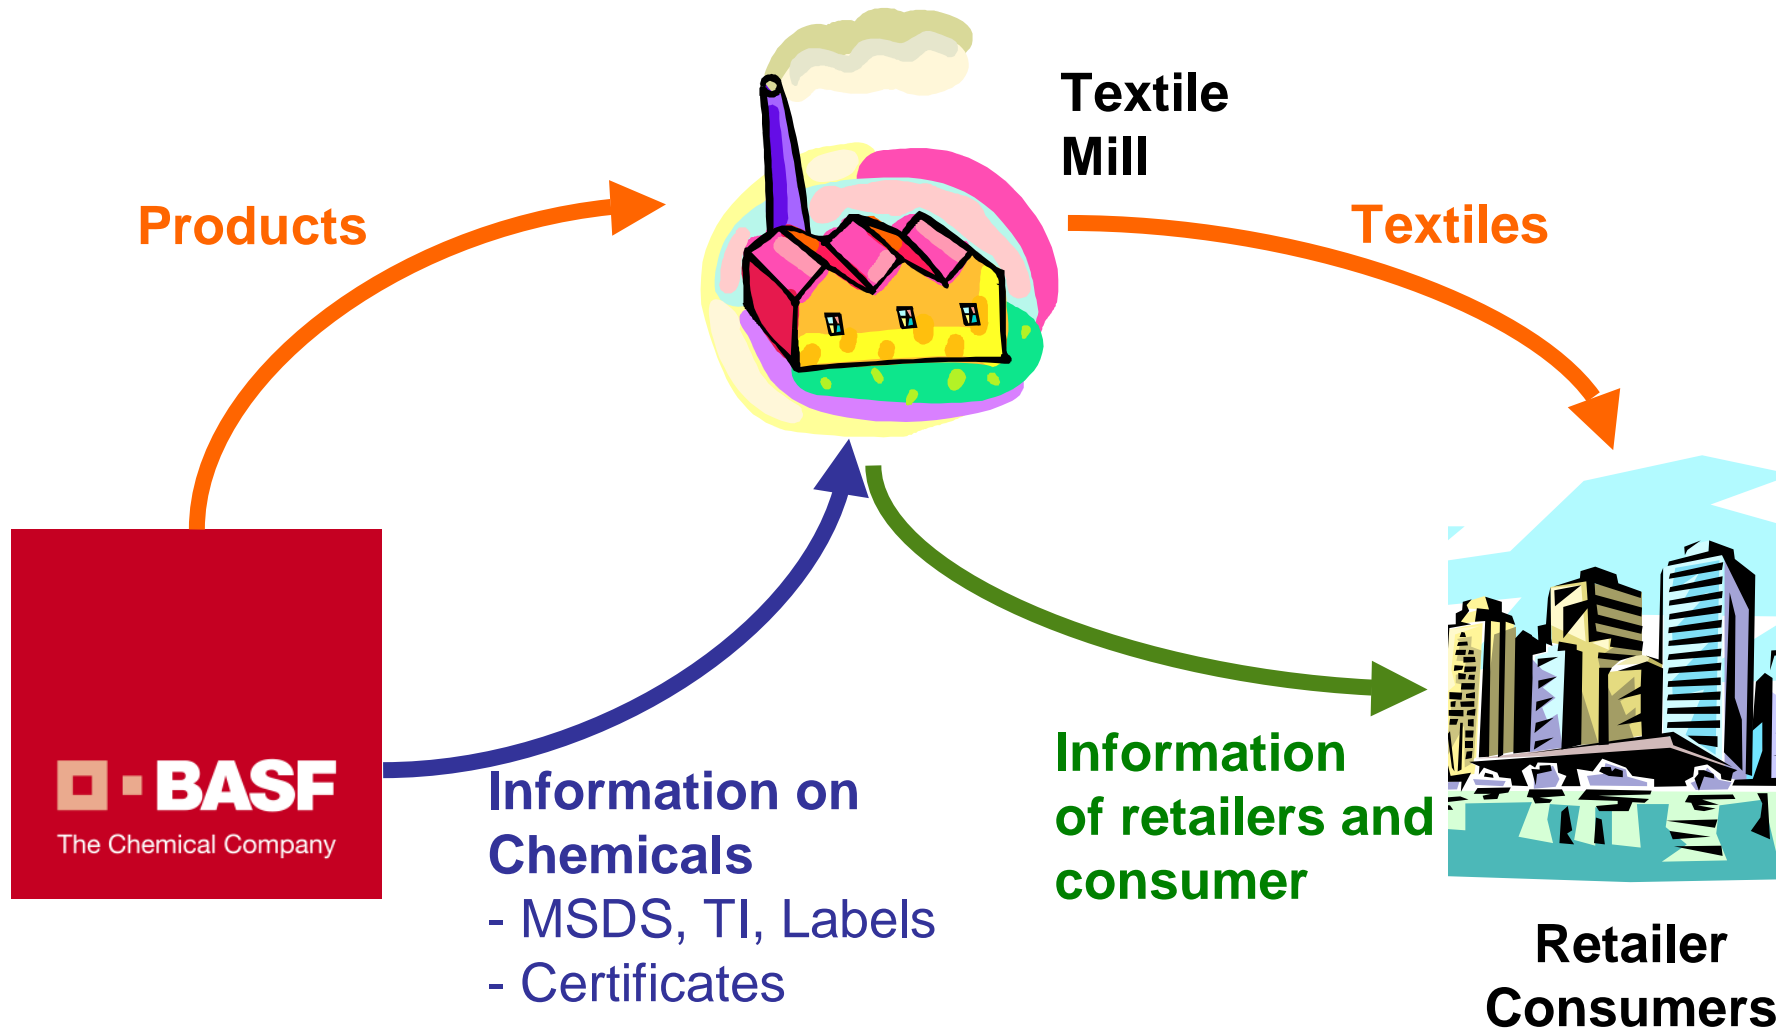 Textile
Mill
Products
Textiles
BASF
The Chemical Company
Information on
Chemicals
- MSDS, TI, Labels
- Certificates
Information
of retailers and
consumer
Retailer
Consumers